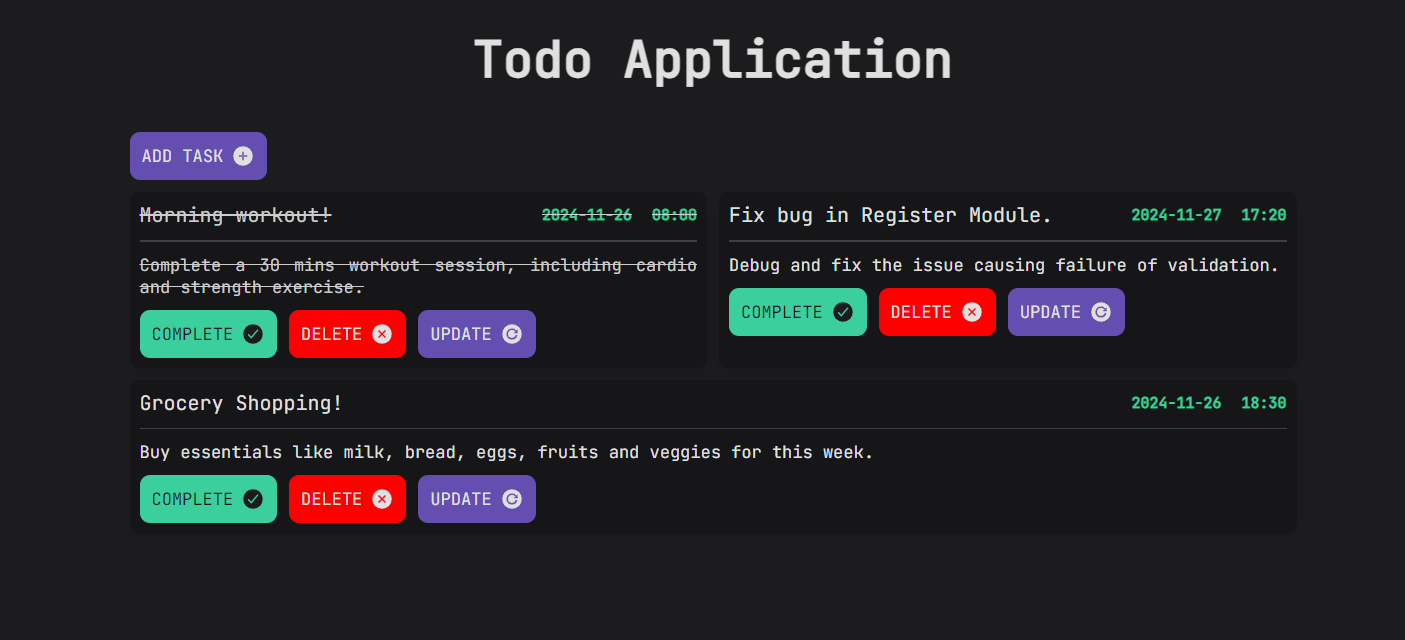 Todo Application
ADD TASK
Morning workout! 2024-11-26 08:00
Complete a 30 mins workout session, including cardio
and strength exercise.
COMPLETE DELETE UPDATE
Fix bug in Register Module. 2024-11-27 17:20
Debug and fix the issue causing failure of validation.
COMPLETE DELETE UPDATE
Grocery Shopping! 2024-11-26 18:30
Buy essentials like milk, bread, eggs, fruits and veggies for this week.
COMPLETE DELETE UPDATE